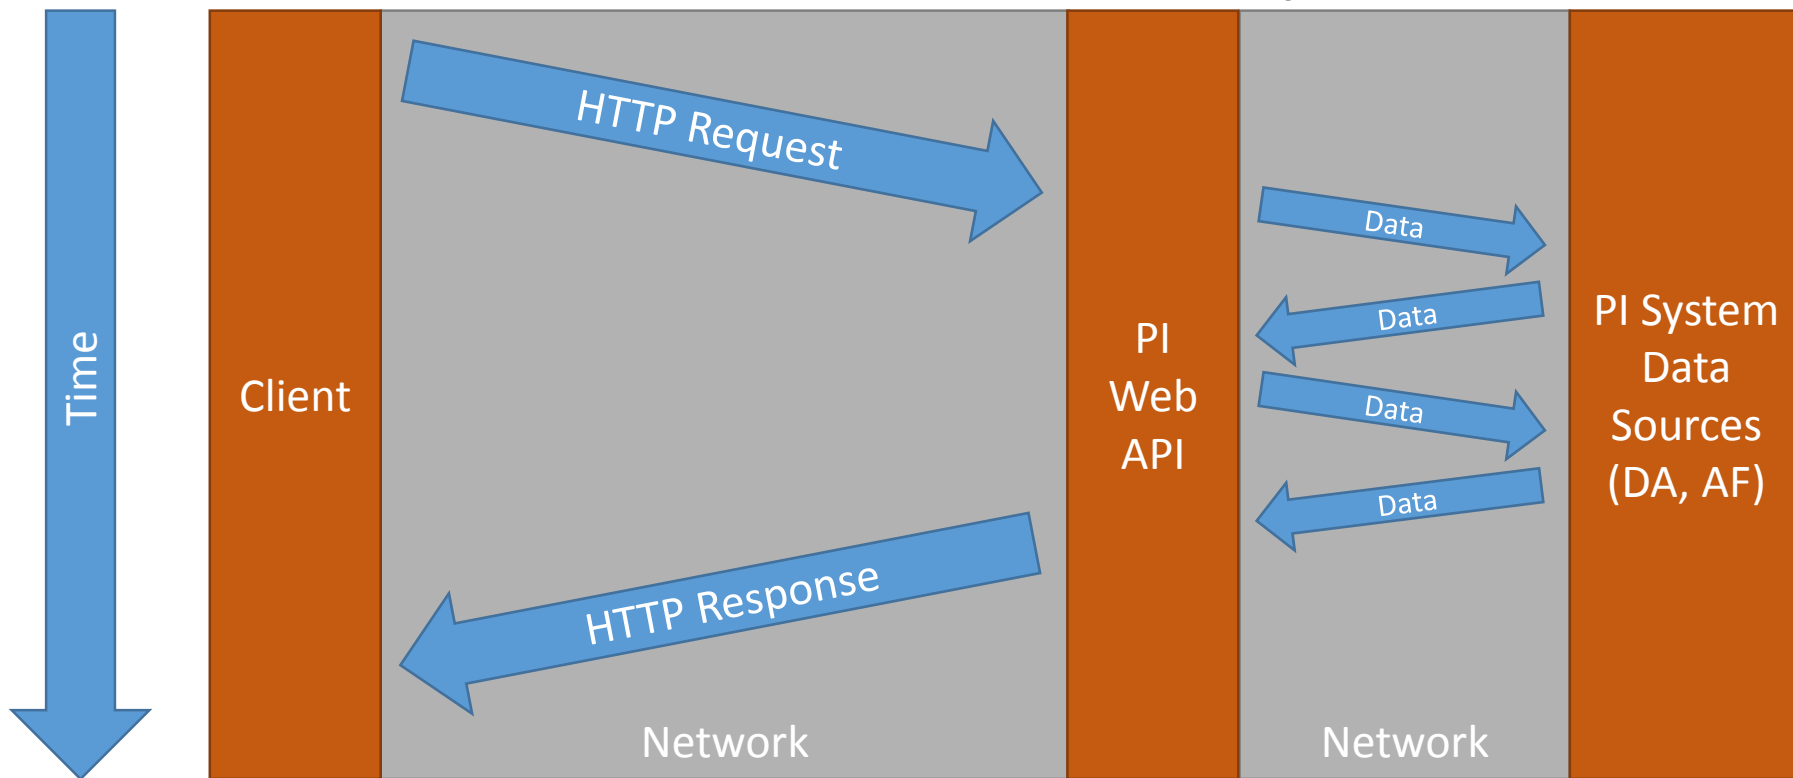 Time
Client
HTTP Request
HTTP Response
Network
PI
Web
API
Data
Data
Data
Data
Network
PI System
Data
Sources
(DA, AF)